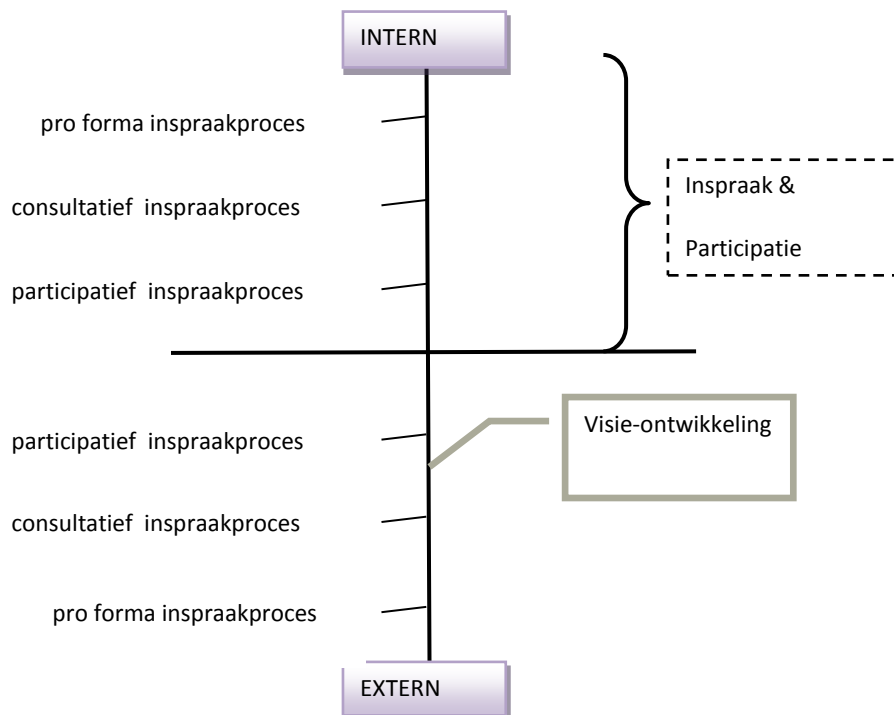 INTERN
pro forma inspraakproces
consultatief inspraakproces
participatief inspraakproces
Inspraak &
Participatie
participatief inspraakproces
Visie-ontwikkeling
consultatief inspraakproces
pro forma inspraakproces
EXTERN